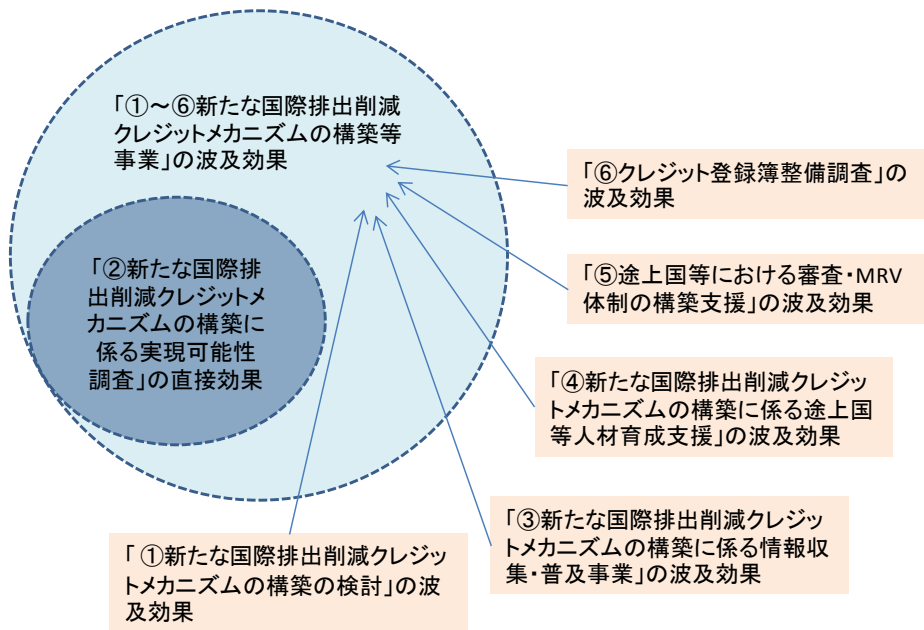 「①～⑥新たな国際排出削減
クレジットメカニズムの構築等
事業」の波及効果
「②新たな国際排
出削減クレジットメ
カニズムの構築に
係る実現可能性
調査」の直接効果
「⑥クレジット登録簿整備調査」の
波及効果
「⑤途上国等における審査・MRV
体制の構築支援」の波及効果
「④新たな国際排出削減クレジッ
トメカニズムの構築に係る途上国
等人材育成支援」の波及効果
「③新たな国際排出削減クレジッ
トメカニズムの構築に係る情報収
集・普及事業」の波及効果
「 ①新たな国際排出削減クレジッ
トメカニズムの構築の検討」の波
及効果